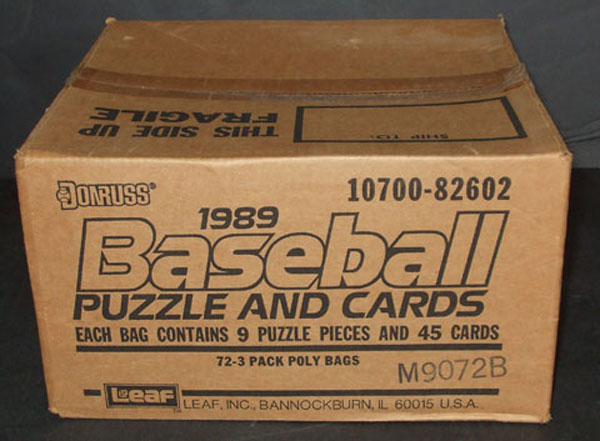 THIS SIDE UP
FRAGILE
SHIP TO:
DONRUSS®
10700-82602
1989
Baseball
PUZZLE AND CARDS
EACH BAG CONTAINS 9 PUZZLE PIECES AND 45 CARDS
72-3 PACK POLY BAGS
M9072B
Leaf
LEAF, INC., BANNOCKBURN, IL 60015 U.S.A.